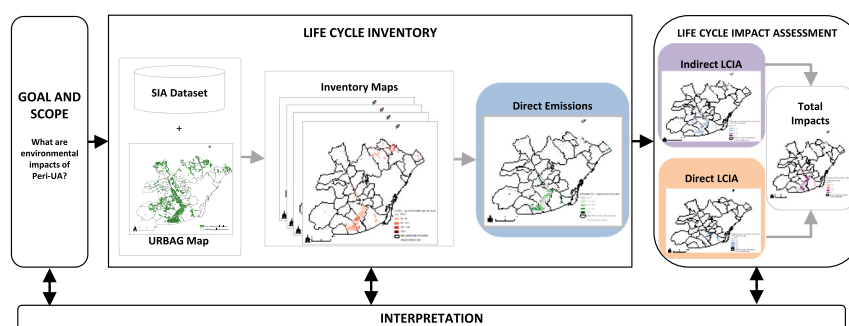 LIFE CYCLE INVENTORY
LIFE CYCLE IMPACT ASSESSMENT
GOAL AND
SCOPE
What are
environmental
impacts of
Peri-UA?
SIA Dataset
+
URBAG Map
Inventory Maps
Direct Emissions
Indirect LCIA
Direct LCIA
Total
Impacts
INTERPRETATION